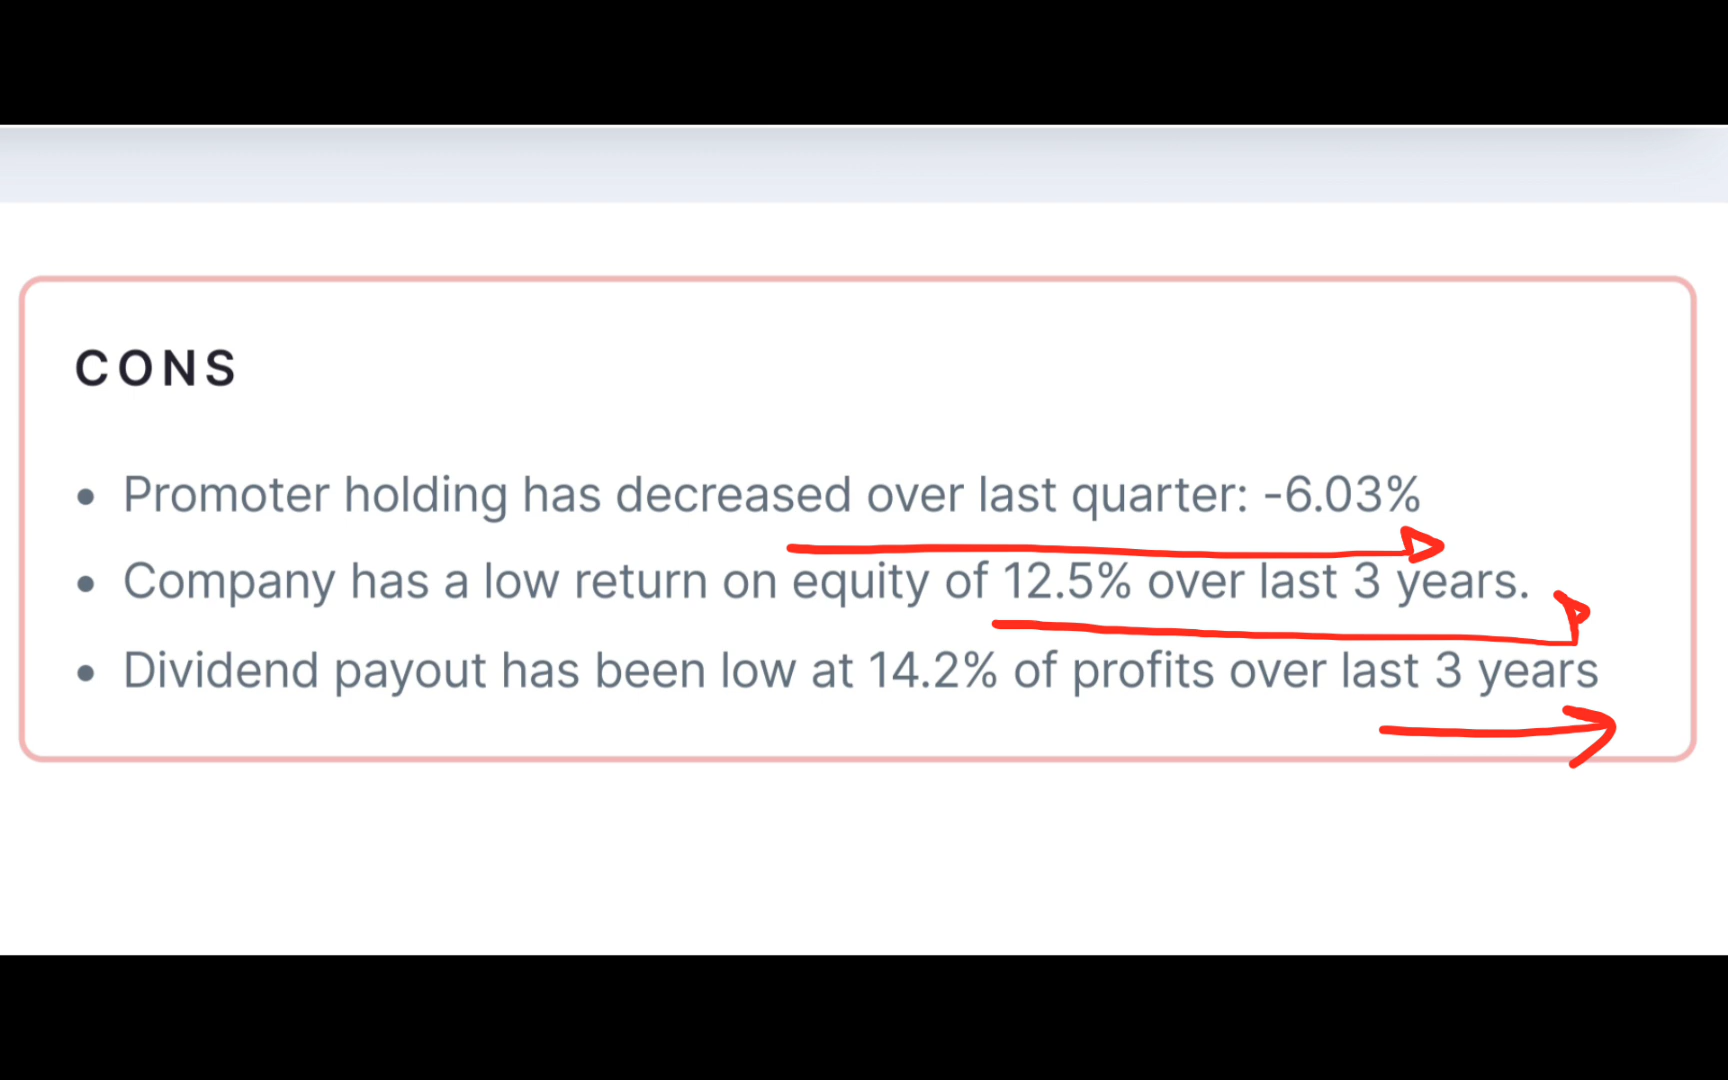 CONS
• Promoter holding has decreased over last quarter: -6.03%
• Company has a low return on equity of 12.5% over last 3 years.
• Dividend payout has been low at 14.2% of profits over last 3 years